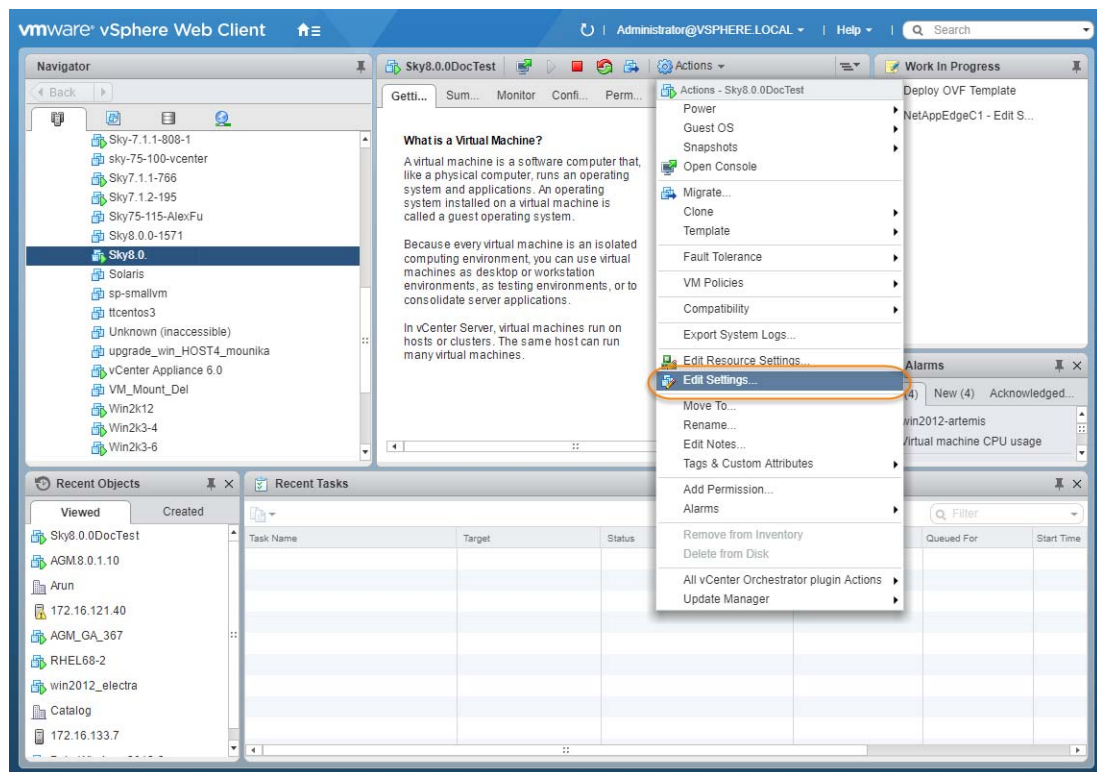 vmware® vSphere Web Client
Administrator@VSPHERE.LOCAL
Help
Search
Navigator
Back
Sky-7.1.1-808-1
sky-75-100-vcenter
Sky7.1.1-766
Sky7.1.2-195
Sky75-115-AlexFu
Sky8.0.0-1571
Sky8.0.
Solaris
sp-smallvm
ttcentos3
Unknown (inaccessible)
upgrade_win_HOST4_mounika
vCenter Appliance 6.0
VM_Mount_Del
Win2k12
Win2k3-4
Win2k3-6
Sky8.0.0DocTest
Actions
Getti...
Sum...
Monitor
Confi...
Perm...
What is a Virtual Machine?
A virtual machine is a software computer that,
like a physical computer, runs an operating
system and applications. An operating
system installed on a virtual machine is
called a guest operating system.
Because every virtual machine is an isolated
computing environment, you can use virtual
machines as desktop or workstation
environments, as testing environments, or to
consolidate server applications.
In vCenter Server, virtual machines run on
hosts or clusters. The same host can run
many virtual machines.
Actions - Sky8.0.0DocTest
Power
Guest OS
Snapshots
Open Console
Migrate...
Clone
Template
Fault Tolerance
VM Policies
Compatibility
Export System Logs...
Edit Resource Settings...
Edit Settings...
Move To...
Rename...
Edit Notes...
Tags & Custom Attributes
Add Permission...
Alarms
Remove from Inventory
Delete from Disk
All vCenter Orchestrator plugin Actions
Update Manager
Work In Progress
Deploy OVF Template
NetAppEdgeC1 - Edit S...
Alarms
(4)
New (4)
Acknowledged...
win2012-artemis
Virtual machine CPU usage
Recent Objects
Viewed
Created
Sky8.0.0DocTest
AGM.8.0.1.10
Arun
172.16.121.40
AGM_GA_367
RHEL68-2
win2012_electra
Catalog
172.16.133.7
Recent Tasks
Filter
Task Name
Target
Status
Queued For
Start Time